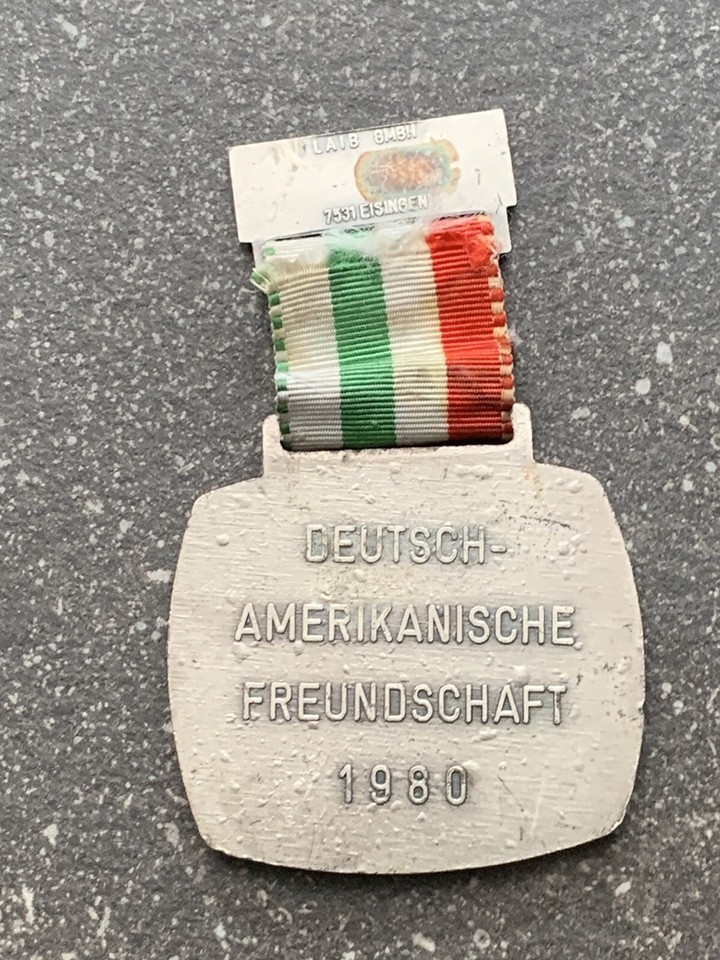 LAIB GMBH
7531 EISINGEN
DEUTSCH-
AMERIKANISCHE
FREUNDSCHAFT
1980